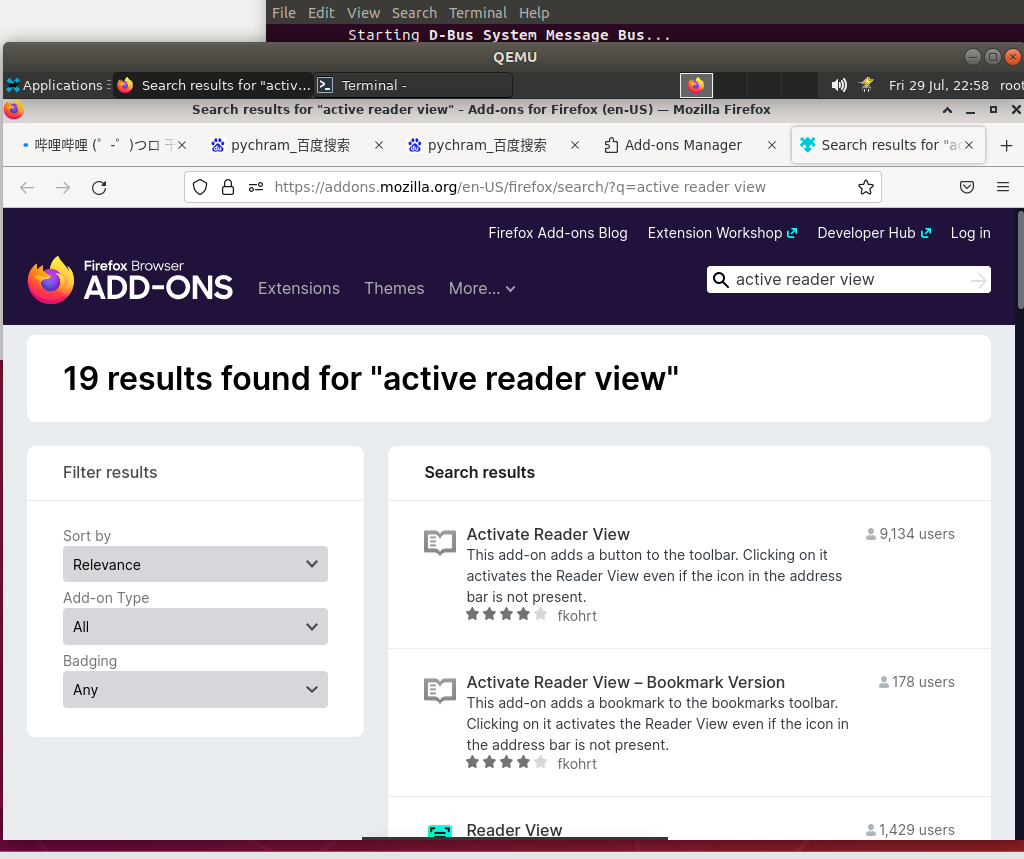 File Edit View Search Terminal Help
Starting D-Bus System Message Bus...
QEMU
Applications Search results for "activ... Terminal - Fri 29 Jul, 22:58 root
Search results for "active reader view" – Add-ons for Firefox (en-US) — Mozilla Firefox
哔哩哔哩 (゜-゜)つロ 干 pychram_百度搜索 pychram_百度搜索 Add-ons Manager Search results for "ac
https://addons.mozilla.org/en-US/firefox/search/?q=active reader view
Firefox Add-ons Blog Extension Workshop Developer Hub Log in
Firefox Browser
ADD-ONS Extensions Themes More... active reader view
19 results found for "active reader view"
Filter results
Sort by
Relevance
Add-on Type
All
Badging
Any
Search results
Activate Reader View 9,134 users
This add-on adds a button to the toolbar. Clicking on it
activates the Reader View even if the icon in the address
bar is not present.
fkohrt
Activate Reader View – Bookmark Version 178 users
This add-on adds a bookmark to the bookmarks toolbar.
Clicking on it activates the Reader View even if the icon in
the address bar is not present.
fkohrt
Reader View 1,429 users